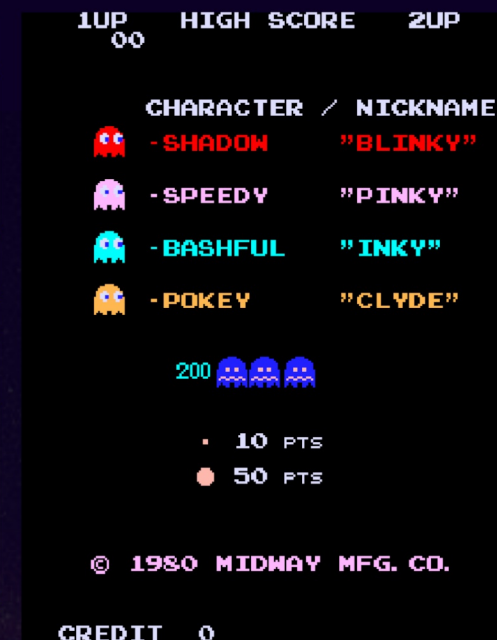 1UP HIGH SCORE 2UP
00
CHARACTER / NICKNAME
-SHADOW "BLINKY"
-SPEEDY "PINKY"
-BASHFUL "INKY"
-POKEY "CLYDE"
200
10 PTS
50 PTS
© 1980 MIDWAY MFG. CO.
CREDIT 0